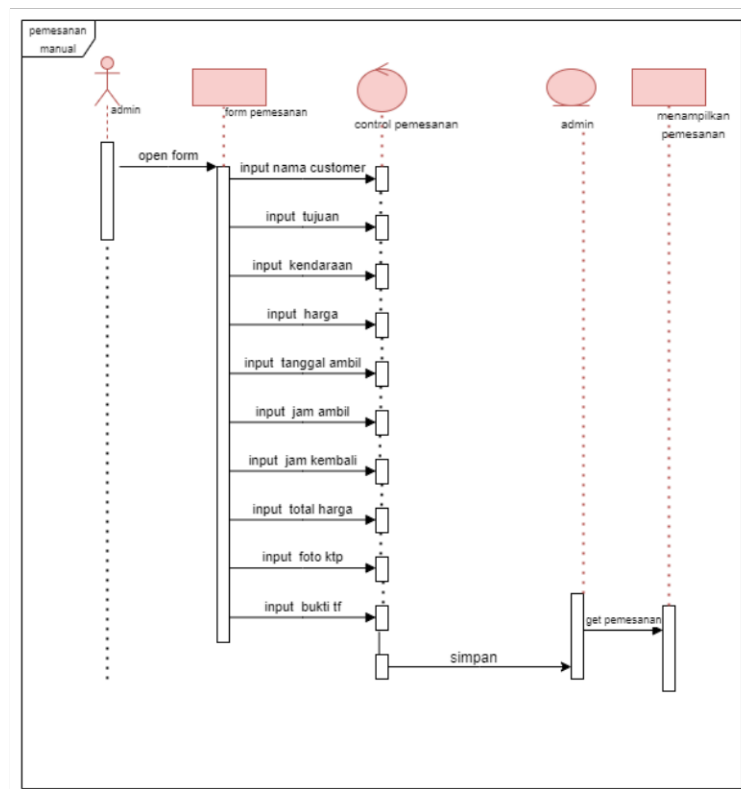 pemesanan
manual
admin
form pemesanan
control pemesanan
admin
menampilkan
pemesanan
open form
input nama customer
input tujuan
input kendaraan
input harga
input tanggal ambil
input jam ambil
input jam kembali
input total harga
input foto ktp
input bukti tf
get pemesanan
simpan